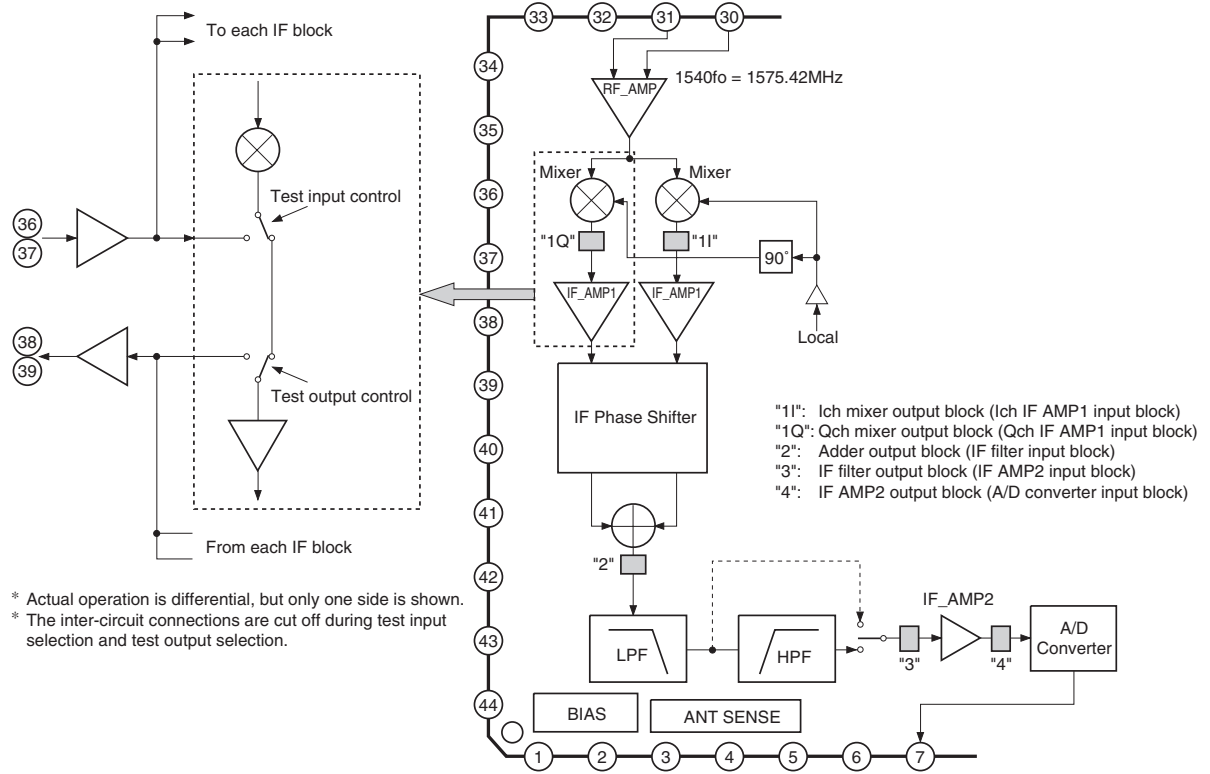 To each IF block
33
32
31
30
34
1540fo = 1575.42MHz
RF_AMP
35
Mixer
Mixer
36
Test input control
36
37
"1Q"
"1I"
37
90°
IF_AMP1
IF_AMP1
38
Local
38
39
39
Test output control
IF Phase Shifter
"1I": Ich mixer output block (Ich IF AMP1 input block)
"1Q": Qch mixer output block (Qch IF AMP1 input block)
"2": Adder output block (IF filter input block)
"3": IF filter output block (IF AMP2 input block)
"4": IF AMP2 output block (A/D converter input block)
40
41
From each IF block
"2"
42
* Actual operation is differential, but only one side is shown.
* The inter-circuit connections are cut off during test input
selection and test output selection.
IF_AMP2
A/D
Converter
43
LPF
HPF
"3"
"4"
44
BIAS
ANT SENSE
1
2
3
4
5
6
7